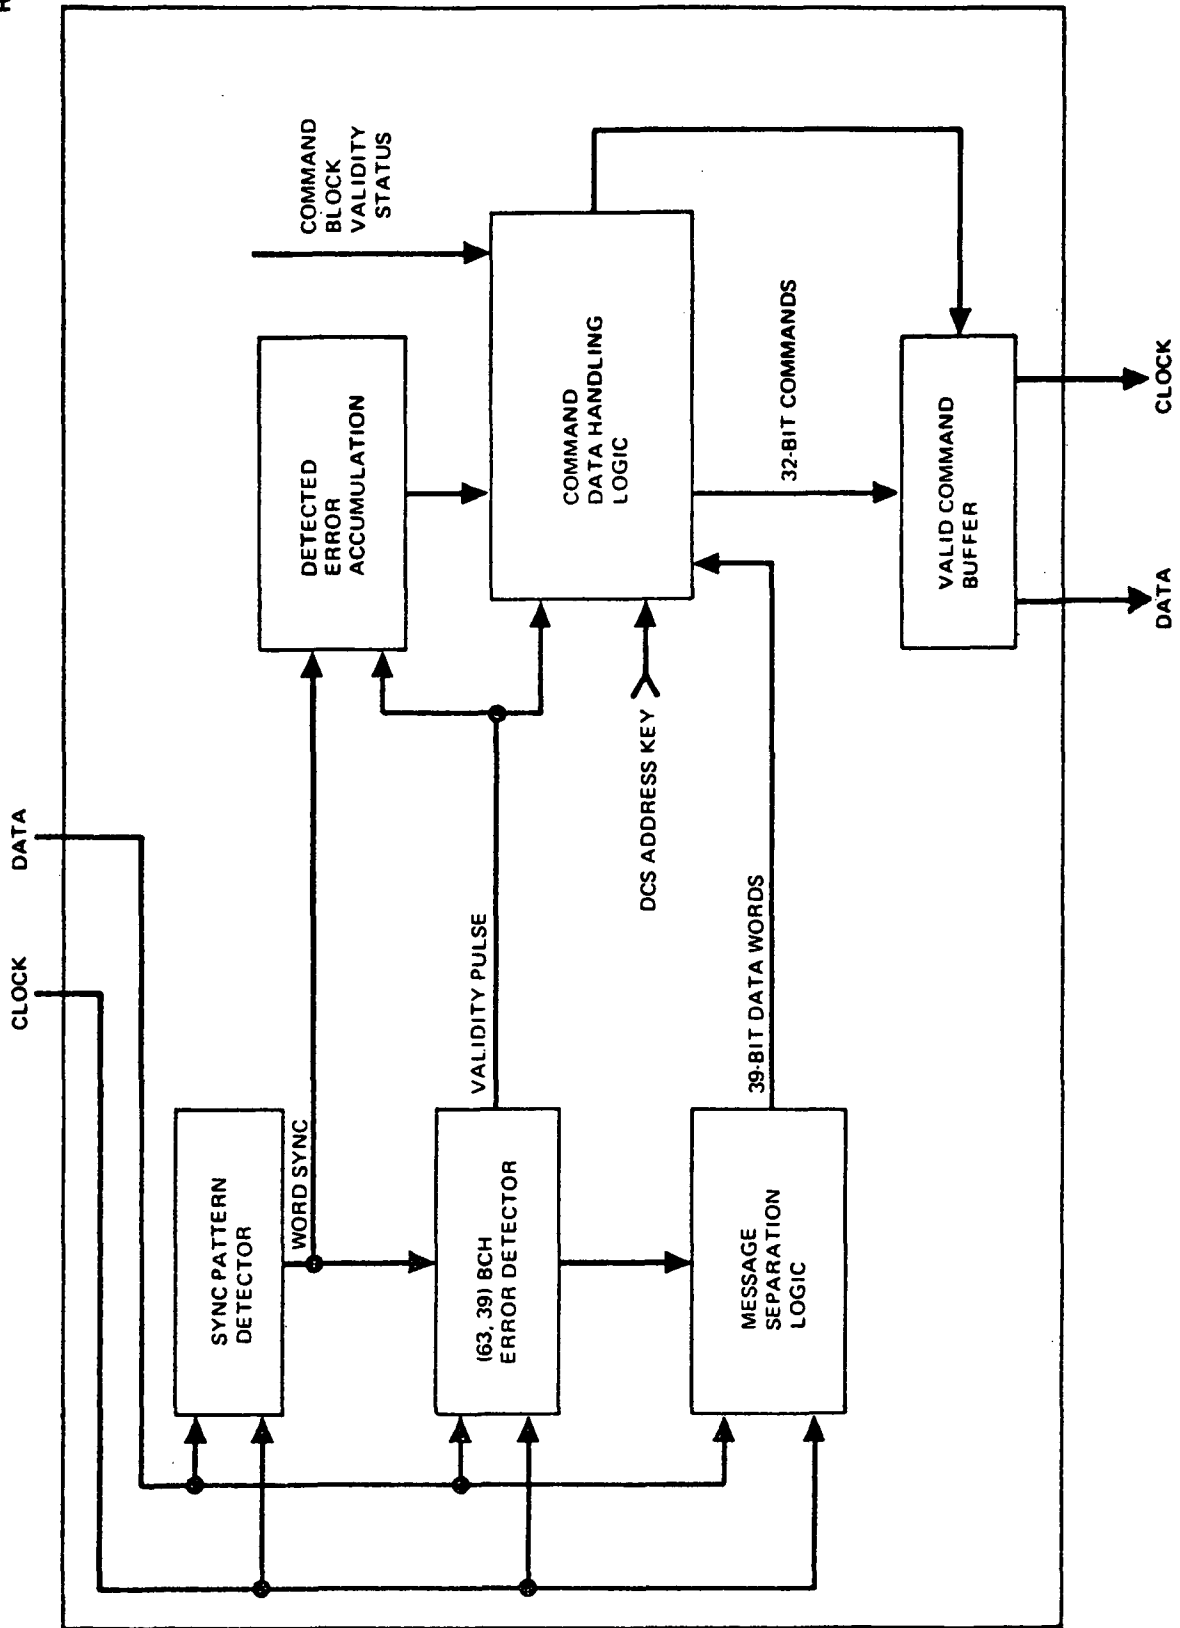 CLOCK
DATA
SYNC PATTERN
DETECTOR
WORD SYNC
(63, 39) BCH
ERROR DETECTOR
VALIDITY PULSE
MESSAGE
SEPARATION
LOGIC
39-BIT DATA WORDS
DCS ADDRESS KEY
DETECTED
ERROR
ACCUMULATION
COMMAND
BLOCK
VALIDITY
STATUS
COMMAND
DATA HANDLING
LOGIC
32-BIT COMMANDS
VALID COMMAND
BUFFER
DATA
CLOCK